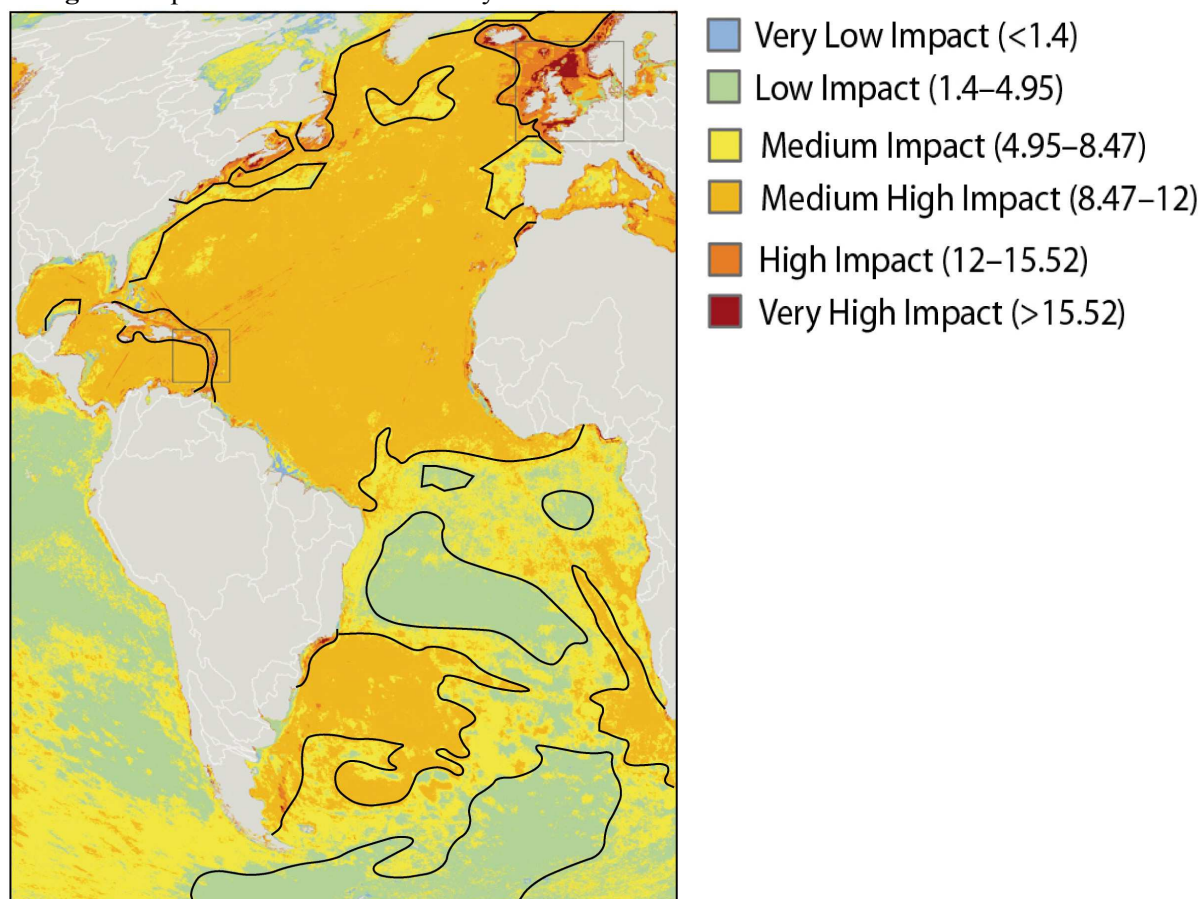 Very Low Impact (<1.4)
Low Impact (1.4–4.95)
Medium Impact (4.95–8.47)
Medium High Impact (8.47–12)
High Impact (12–15.52)
Very High Impact (>15.52)